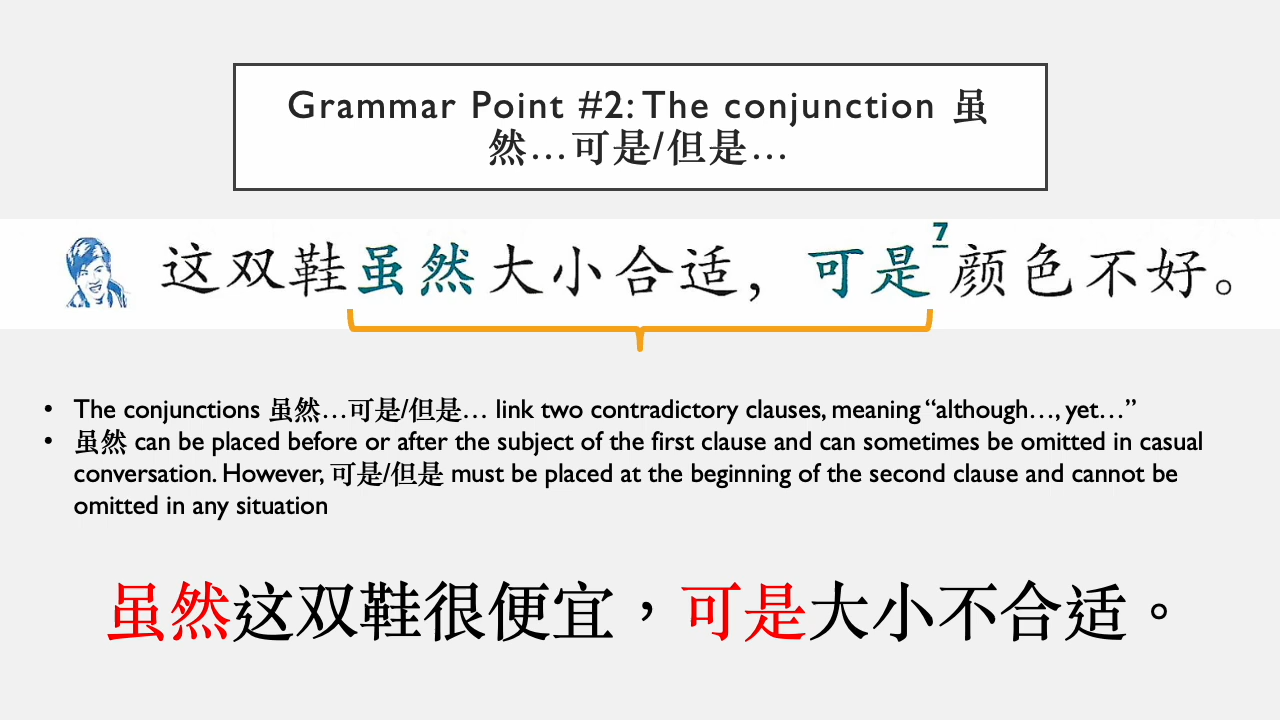 Grammar Point #2: The conjunction 虽
然…可是/但是…
7
这双鞋虽然大小合适，可是颜色不好。
• The conjunctions 虽然…可是/但是… link two contradictory clauses, meaning “although…, yet…”
• 虽然 can be placed before or after the subject of the first clause and can sometimes be omitted in casual
conversation. However, 可是/但是 must be placed at the beginning of the second clause and cannot be
omitted in any situation
虽然这双鞋很便宜，可是大小不合适。